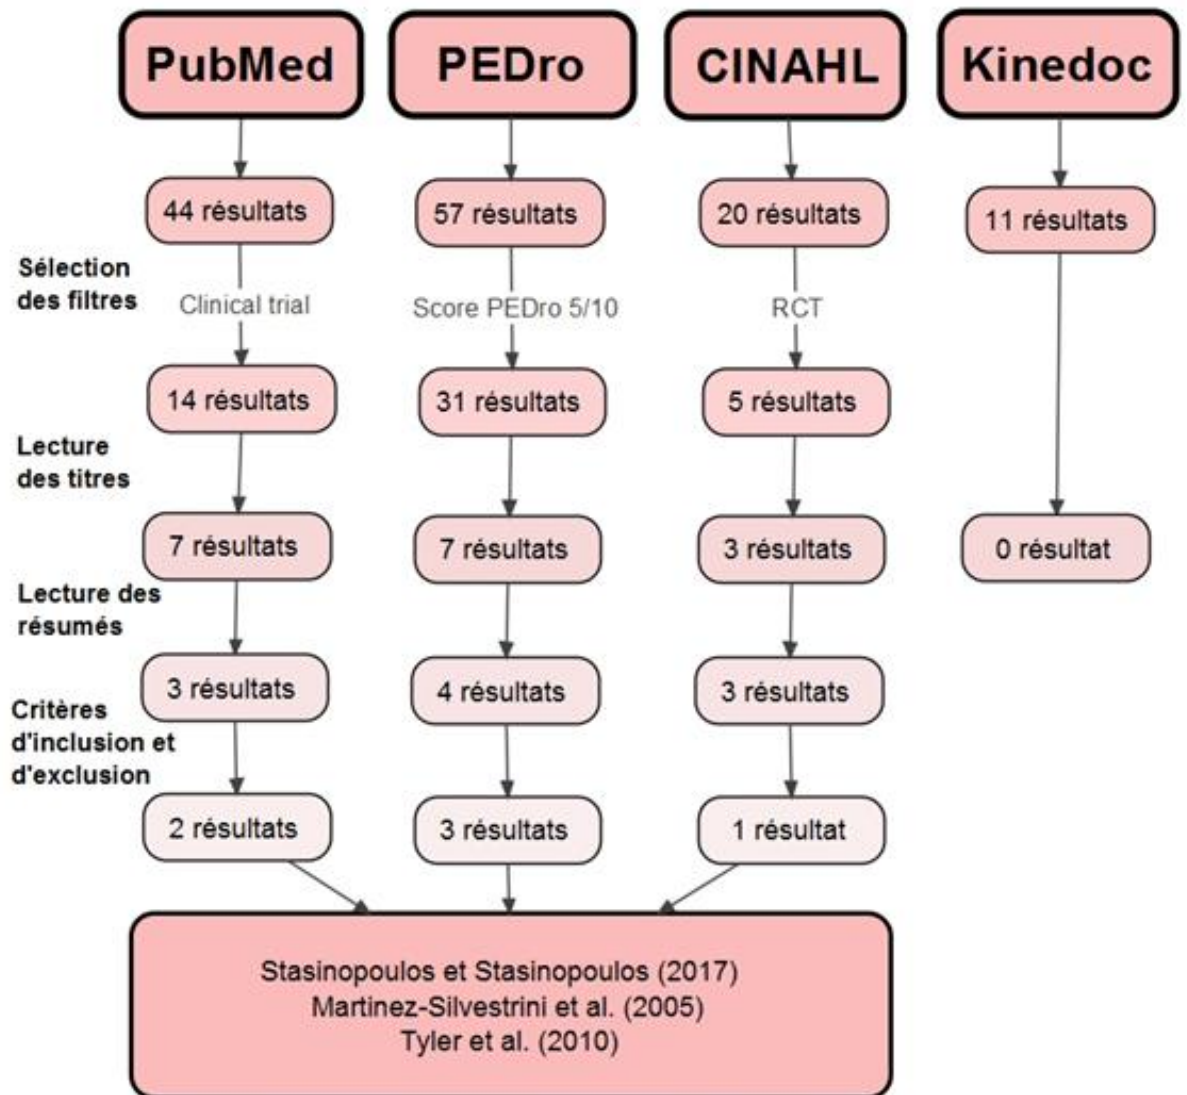 PubMed
PEDro
CINAHL
Kinedoc
44 résultats
57 résultats
20 résultats
11 résultats
Sélection
des filtres
Clinical trial
Score PEDro 5/10
RCT
14 résultats
31 résultats
5 résultats
Lecture
des titres
7 résultats
7 résultats
3 résultats
0 résultat
Lecture des
résumés
3 résultats
4 résultats
3 résultats
Critères
d'inclusion et
d'exclusion
2 résultats
3 résultats
1 résultat
Stasinopoulos et Stasinopoulos (2017)
Martinez-Silvestrini et al. (2005)
Tyler et al. (2010)